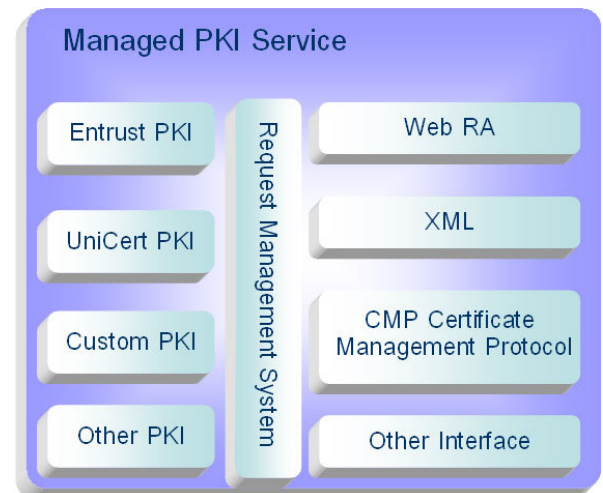 Managed PKI Service
Entrust PKI
UniCert PKI
Custom PKI
Other PKI
Request Management System
Web RA
XML
CMP Certificate
Management Protocol
Other Interface